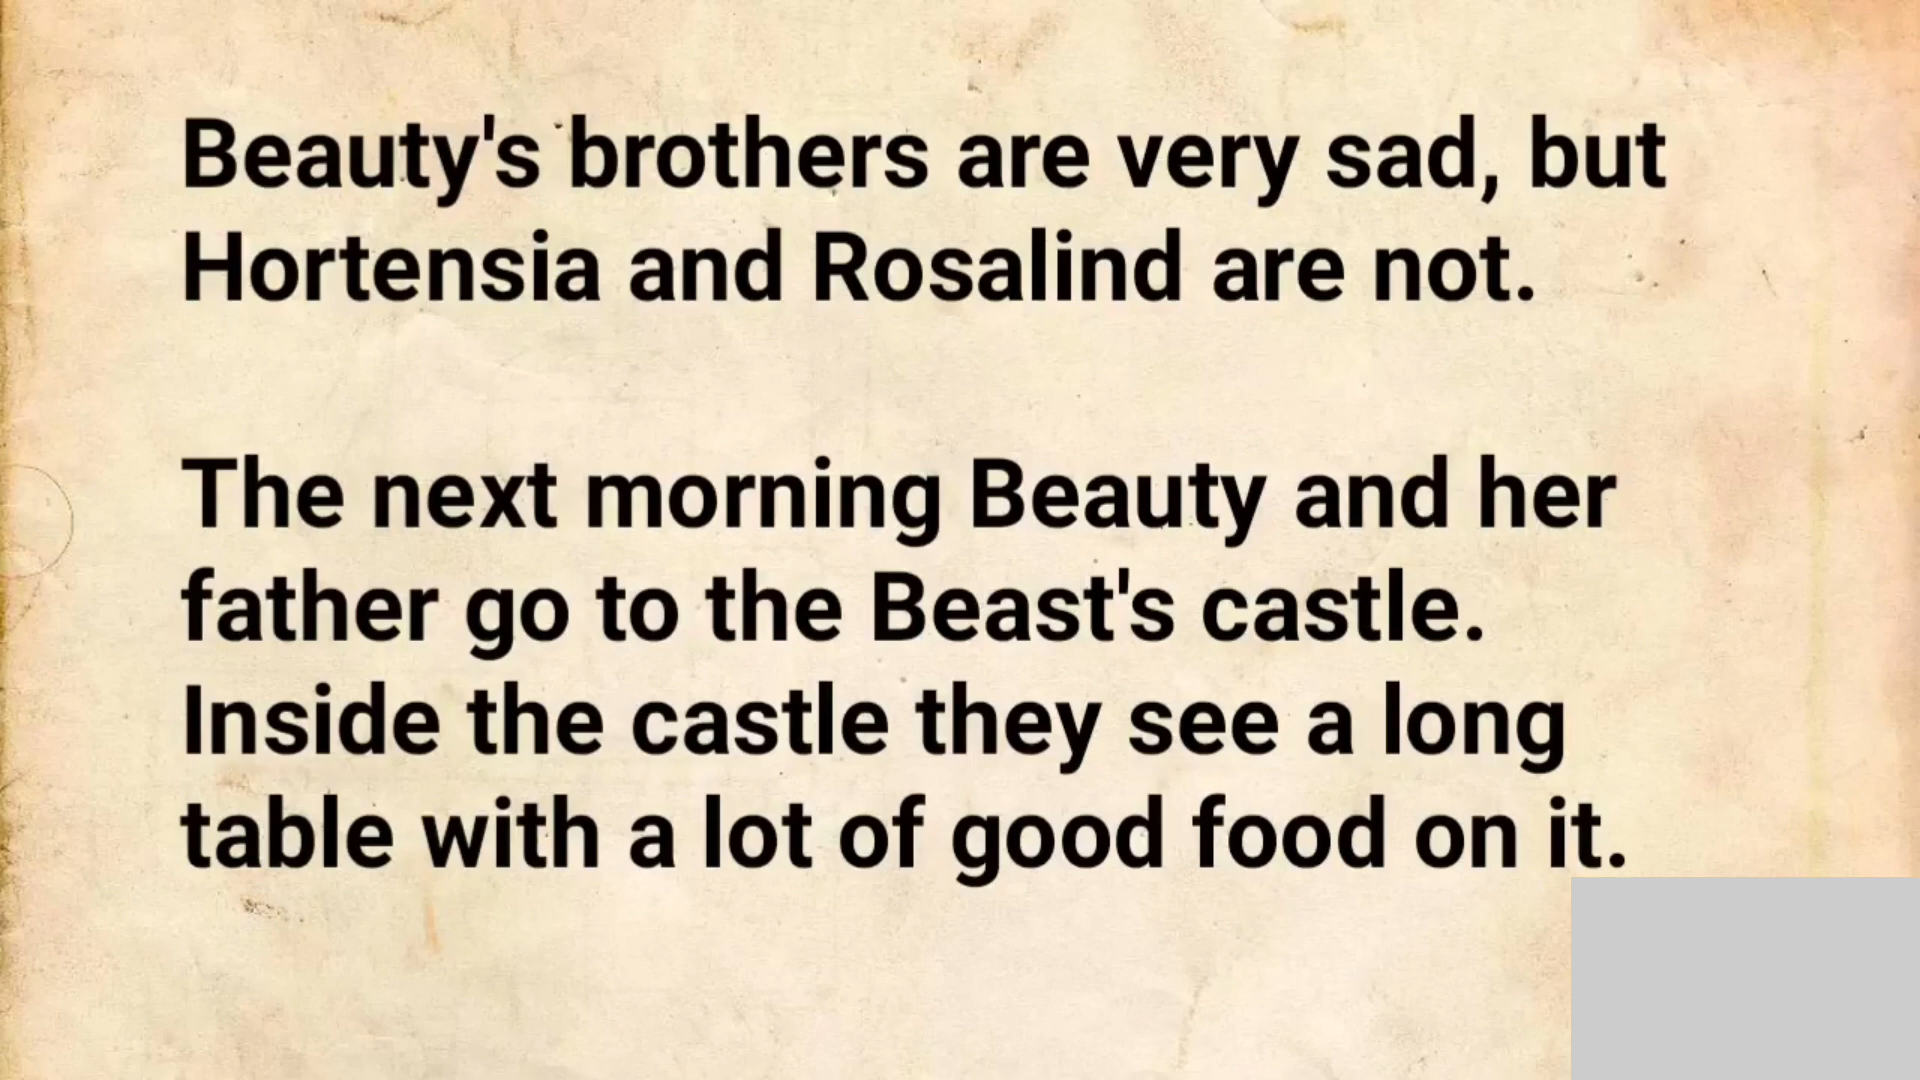 Beauty's brothers are very sad, but
Hortensia and Rosalind are not.
The next morning Beauty and her
father go to the Beast's castle.
Inside the castle they see a long
table with a lot of good food on it.